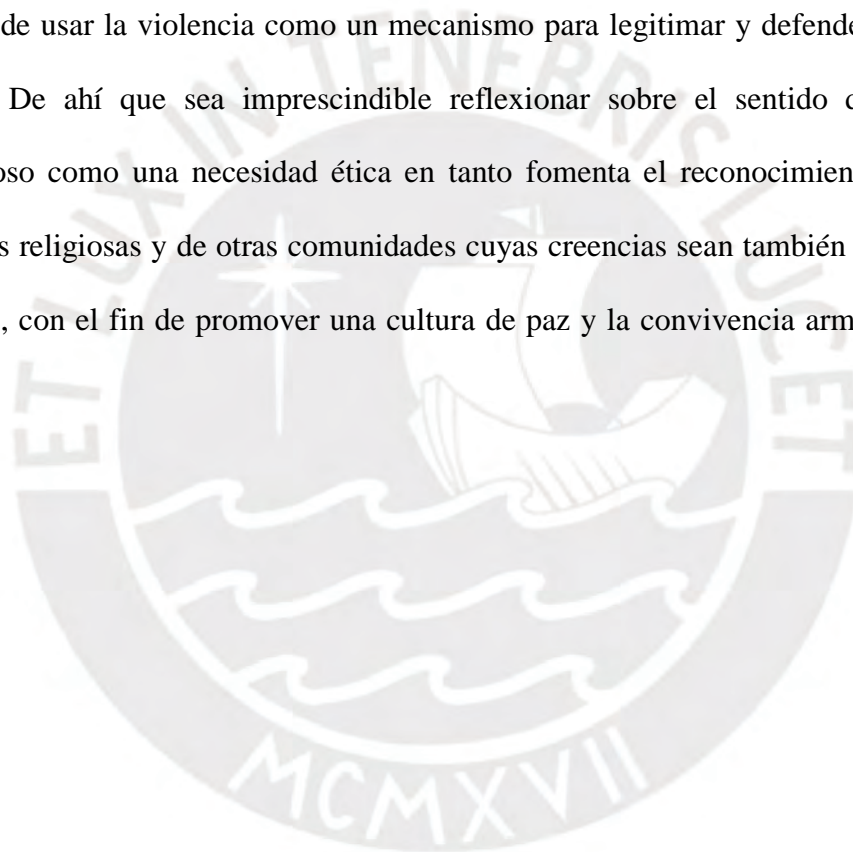 de usar la violencia como un mecanismo para legitimar y defende
De ahí que sea imprescindible reflexionar sobre el sentido
oso como una necesidad ética en tanto fomenta el reconocimien
s religiosas y de otras comunidades cuyas creencias sean también
, con el fin de promover una cultura de paz y la convivencia arm
ET LUX IN TENEBRIS LUCET
MCMXVII